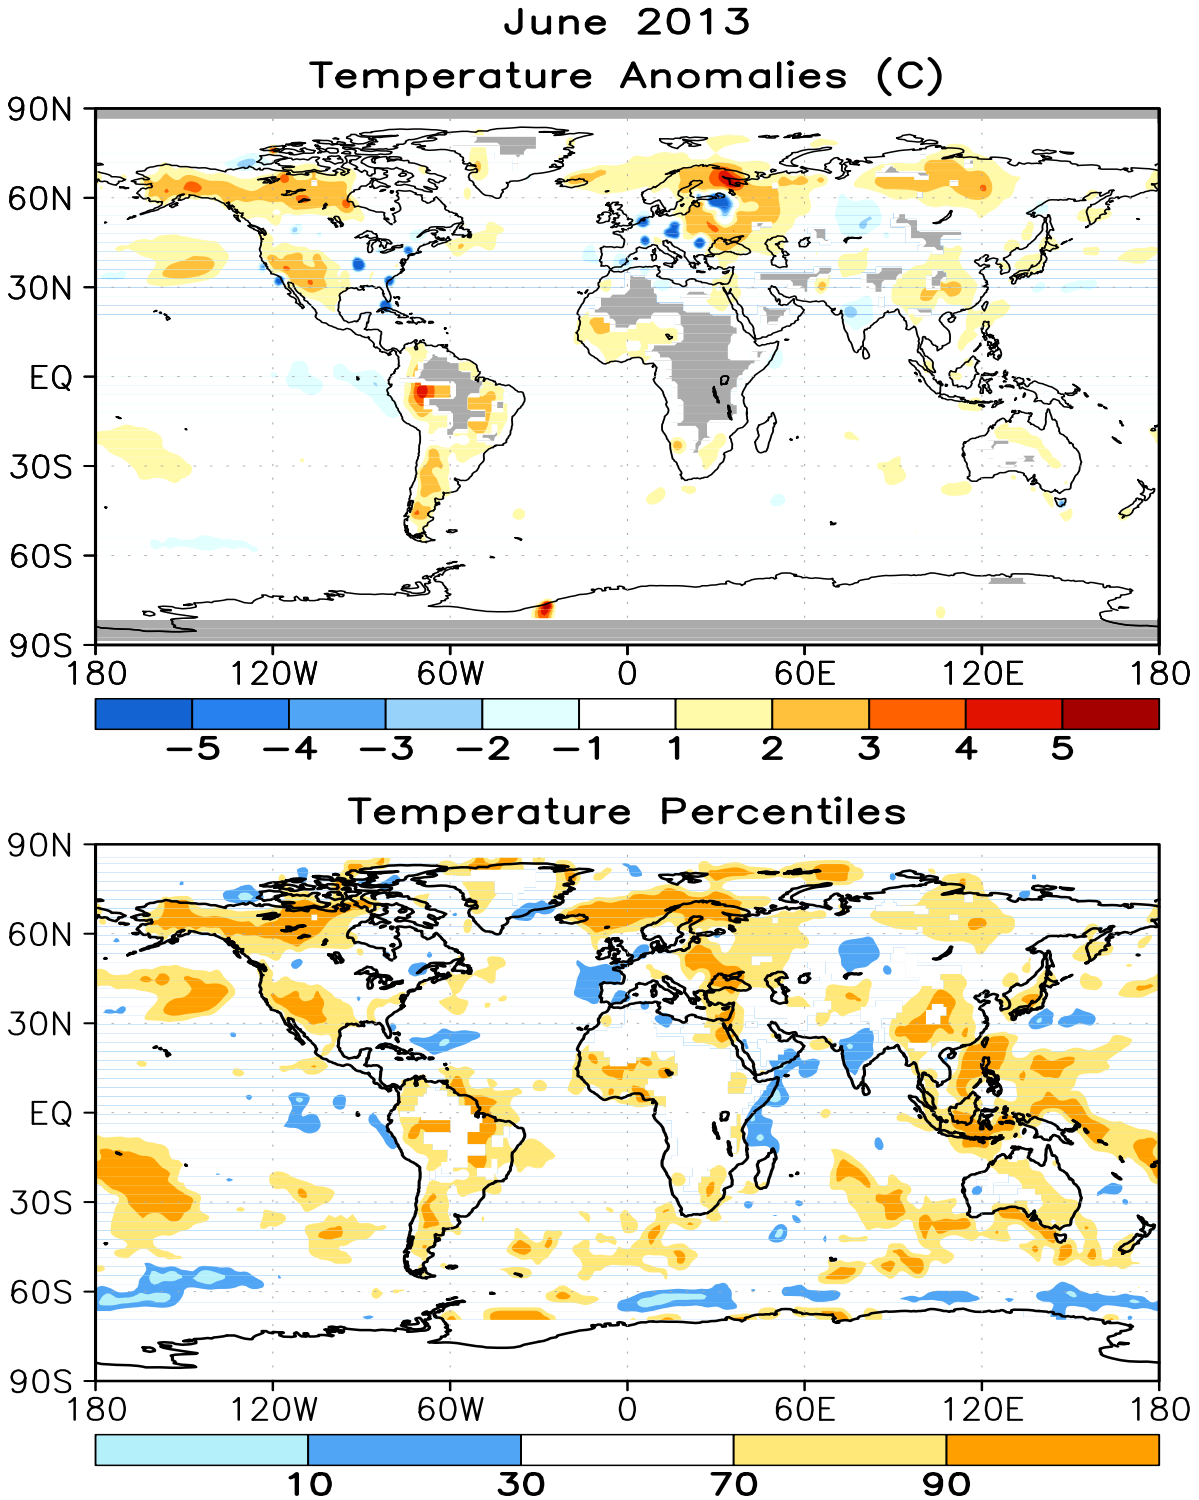 June 2013
Temperature Anomalies (C)
90N
60N
30N
EQ
30S
60S
90S
180 120W 60W 0 60E 120E 180
−5 −4 −3 −2 −1 1 2 3 4 5
Temperature Percentiles
90N
60N
30N
EQ
30S
60S
90S
180 120W 60W 0 60E 120E 180
10 30 70 90